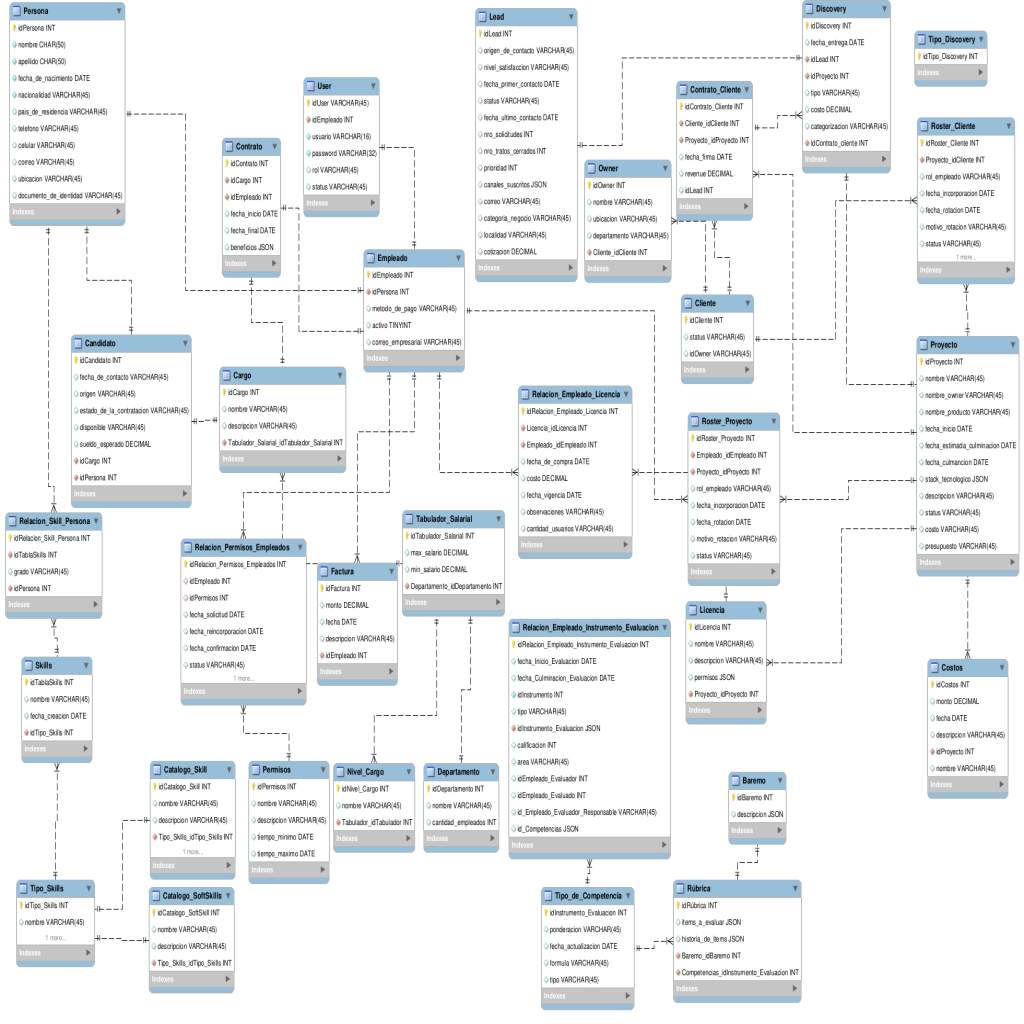 Persona
idPersona INT
nombre CHAR(50)
apellido CHAR(50)
fecha_de_nacimiento DATE
nacionalidad VARCHAR(45)
pais_de_residencia VARCHAR(45)
telefono VARCHAR(45)
celular VARCHAR(45)
correo VARCHAR(45)
ubicacion VARCHAR(45)
documento_de_identidad VARCHAR(45)
Indexes
User
idUser VARCHAR(45)
idEmpleado INT
usuario VARCHAR(16)
password VARCHAR(32)
rol VARCHAR(45)
status VARCHAR(45)
Indexes
Contrato
idContrato INT
idCargo INT
idEmpleado INT
fecha_inicio DATE
fecha_final DATE
beneficios JSON
Indexes
Lead
idLead INT
origen_de_contacto VARCHAR(45)
nivel_satisfaccion VARCHAR(45)
fecha_primer_contacto DATE
status VARCHAR(45)
fecha_ultimo_contacto DATE
nro_solicitudes INT
nro_tratos_cerrados INT
prioridad INT
canales_suscritos JSON
correo VARCHAR(45)
categoria_negocio VARCHAR(45)
localidad VARCHAR(45)
cotizacion DECIMAL
Indexes
Discovery
idDiscovery INT
fecha_entrega DATE
idLead INT
idProyecto INT
tipo VARCHAR(45)
costo DECIMAL
categorizacion VARCHAR(45)
idContrato_cliente INT
Indexes
Tipo_Discovery
idTipo_Discovery INT
Indexes
Contrato_Cliente
idContrato_Cliente INT
Cliente_idCliente INT
Proyecto_idProyecto INT
fecha_firma DATE
revenue DECIMAL
idLead INT
Indexes
Owner
idOwner INT
nombre VARCHAR(45)
ubicacion VARCHAR(45)
departamento VARCHAR(45)
Cliente_idCliente INT
Indexes
Roster_Cliente
idRoster_Cliente INT
Proyecto_idCliente INT
rol_empleado VARCHAR(45)
fecha_incorporacion DATE
fecha_rotacion DATE
motivo_rotacion VARCHAR(45)
status VARCHAR(45)
1 more...
Indexes
Empleado
idEmpleado INT
idPersona INT
metodo_de_pago VARCHAR(45)
activo TINYINT
correo_empresarial VARCHAR(45)
Indexes
Cliente
idCliente INT
status VARCHAR(45)
idOwner VARCHAR(45)
Indexes
Candidato
idCandidato INT
fecha_de_contacto VARCHAR(45)
origen VARCHAR(45)
estado_de_la_contratacion VARCHAR(45)
disponible VARCHAR(45)
sueldo_esperado DECIMAL
idCargo INT
idPersona INT
Indexes
Cargo
idCargo INT
nombre VARCHAR(45)
descripcion VARCHAR(45)
Tabulador_Salarial_idTabulador_Salarial INT
Indexes
Relacion_Empleado_Licencia
idRelacion_Empleado_Licencia INT
Licencia_idLicencia INT
Empleado_idEmpleado INT
fecha_de_compra DATE
costo DECIMAL
fecha_vigencia DATE
observaciones VARCHAR(45)
cantidad_usuarios VARCHAR(45)
Indexes
Roster_Proyecto
idRoster_Proyecto INT
Empleado_idEmpleado INT
Proyecto_idProyecto INT
rol_empleado VARCHAR(45)
fecha_incorporacion DATE
fecha_rotacion DATE
motivo_rotacion VARCHAR(45)
status VARCHAR(45)
Indexes
Proyecto
idProyecto INT
nombre VARCHAR(45)
nombre_owner VARCHAR(45)
nombre_producto VARCHAR(45)
fecha_inicio DATE
fecha_estimada_culminacion DATE
fecha_culmancion DATE
stack_tecnologico JSON
descripcion VARCHAR(45)
status VARCHAR(45)
costo VARCHAR(45)
presupuesto VARCHAR(45)
Indexes
Relacion_Skill_Persona
idRelacion_Skill_Persona INT
idTablaSkills INT
grado VARCHAR(45)
idPersona INT
Indexes
Relacion_Permisos_Empleados
idRelacion_Permisos_Empleados INT
idEmpleado INT
idPermisos INT
fecha_solicitud DATE
fecha_reincorporacion DATE
fecha_confirmacion DATE
status VARCHAR(45)
1 more...
Indexes
Factura
idFactura INT
monto DECIMAL
fecha DATE
descripcion VARCHAR(45)
idEmpleado INT
Indexes
Tabulador_Salarial
idTabulador_Salarial INT
max_salario DECIMAL
min_salario DECIMAL
Departamento_idDepartamento INT
Indexes
Relacion_Empleado_Instrumento_Evaluacion
idRelacion_Empleado_Instrumento_Evaluacion INT
fecha_Inicio_Evaluacion DATE
fecha_Culminacion_Evaluacion DATE
idInstrumento INT
tipo VARCHAR(45)
idInstrumento_Evaluacion JSON
calificacion INT
area VARCHAR(45)
idEmpleado_Evaluador INT
idEmpleado_Evaluado INT
id_Empleado_Evaluador_Responsable VARCHAR(45)
id_Competencias JSON
Indexes
Licencia
idLicencia INT
nombre VARCHAR(45)
descripcion VARCHAR(45)
permisos JSON
Proyecto_idProyecto INT
Indexes
Costos
idCostos INT
monto DECIMAL
fecha DATE
descripcion VARCHAR(45)
idProyecto INT
nombre VARCHAR(45)
Indexes
Skills
idTablaSkills INT
nombre VARCHAR(45)
fecha_creacion DATE
idTipo_Skills INT
Indexes
Catalogo_Skill
idCatalogo_Skill INT
nombre VARCHAR(45)
descripcion VARCHAR(45)
Tipo_Skills_idTipo_Skills INT
1 more...
Indexes
Permisos
idPermisos INT
nombre VARCHAR(45)
descripcion VARCHAR(45)
tiempo_minimo DATE
tiempo_maximo DATE
Indexes
Nivel_Cargo
idNivel_Cargo INT
nombre VARCHAR(45)
Tabulador_idTabulador INT
Indexes
Departamento
idDepartamento INT
nombre VARCHAR(45)
cantidad_empleados INT
Indexes
Baremo
idBaremo INT
descripcion JSON
Indexes
Tipo_Skills
idTipo_Skills INT
nombre VARCHAR(45)
1 more...
Indexes
Catalogo_SoftSkills
idCatalogo_SoftSkill INT
nombre VARCHAR(45)
descripcion VARCHAR(45)
Tipo_Skills_idTipo_Skills INT
Indexes
Tipo_de_Competencia
idInstrumento_Evaluacion INT
ponderacion VARCHAR(45)
fecha_actualizacion DATE
formula VARCHAR(45)
tipo VARCHAR(45)
Indexes
Rúbrica
idRúbrica INT
items_a_evaluar JSON
historia_de_items JSON
Baremo_idBaremo INT
Competencias_idInstrumento_Evaluacion INT
Indexes